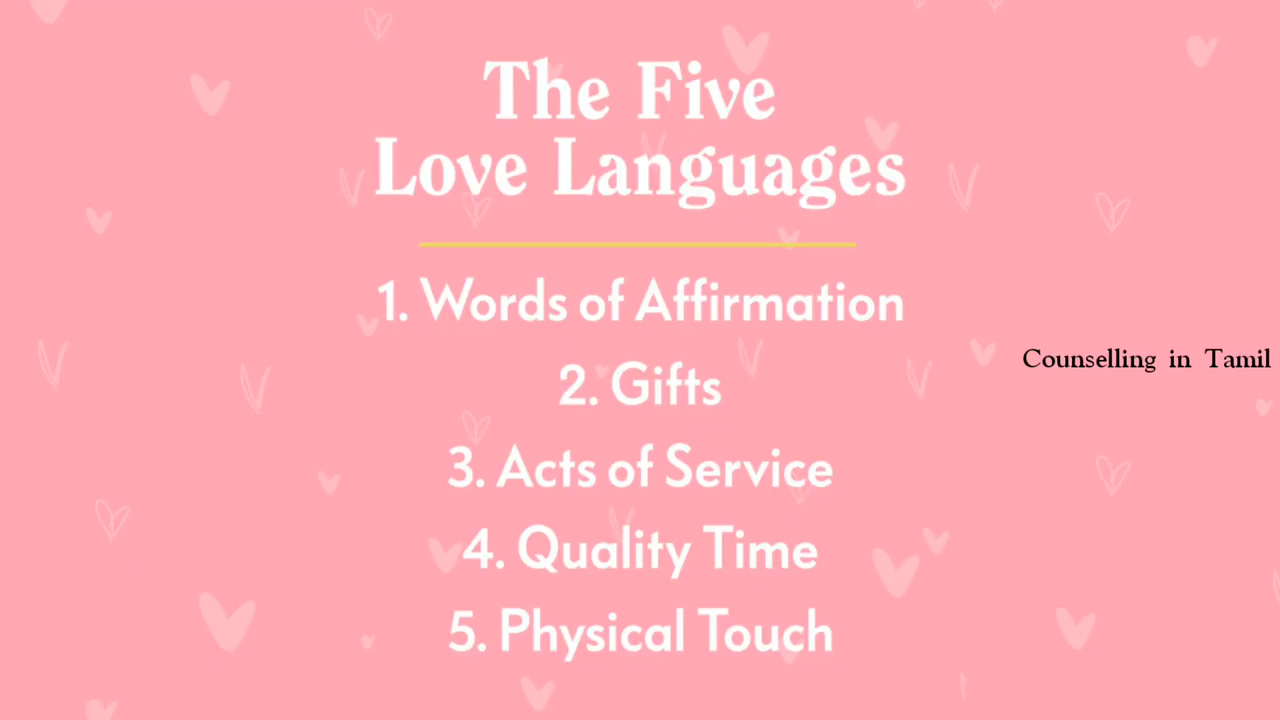 The Five
Love Languages
1. Words of Affirmation
2. Gifts
Counselling in Tamil
3. Acts of Service
4. Quality Time
5. Physical Touch